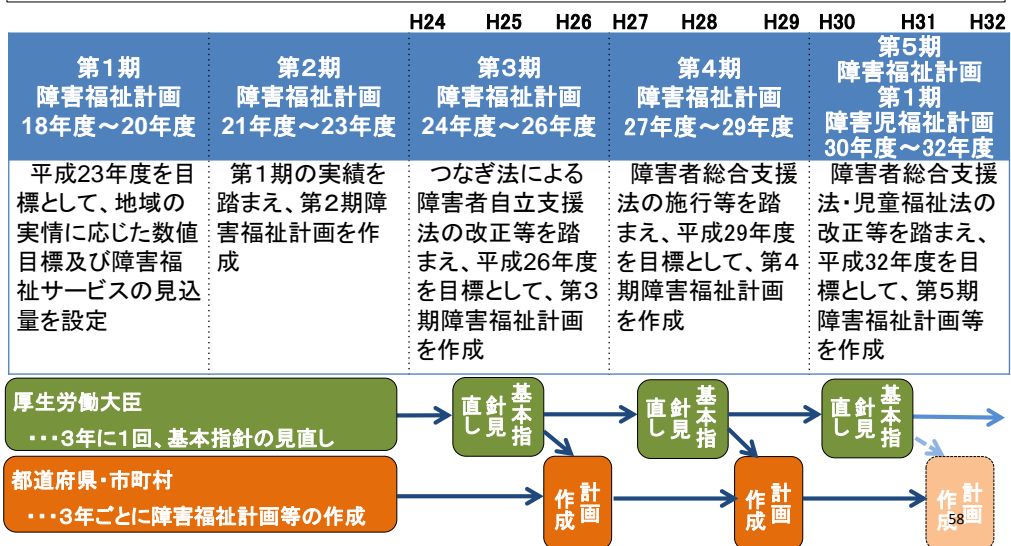 H24 H25 H26 H27 H28 H29 H30 H31 H32
第1期
障害福祉計画
18年度~20年度
第2期
障害福祉計画
21年度~23年度
第3期
障害福祉計画
24年度~26年度
第4期
障害福祉計画
27年度~29年度
第5期
障害福祉計画
第1期
障害児福祉計画
30年度~32年度
平成23年度を目
標として、地域の
実情に応じた数値
目標及び障害福
祉サービスの見込
量を設定
第1期の実績を
踏まえ、第2期障
害福祉計画を作
成
つなぎ法による
障害者自立支援
法の改正等を踏
まえ、平成26年度
を目標として、第3
期障害福祉計画
を作成
障害者総合支援
法の施行等を踏
まえ、平成29年度
を目標として、第4
期障害福祉計画
を作成
障害者総合支援
法・児童福祉法の
改正等を踏まえ、
平成32年度を目
標として、第5期
障害福祉計画等
を作成
厚生労働大臣
・・・3年に1回、基本指針の見直し
基本指
針見
直し
基本指
針見
直し
基本指
針見
直し
都道府県・市町村
・・・3年ごとに障害福祉計画等の作成
計画
作成
計画
作成
計画
作成
58